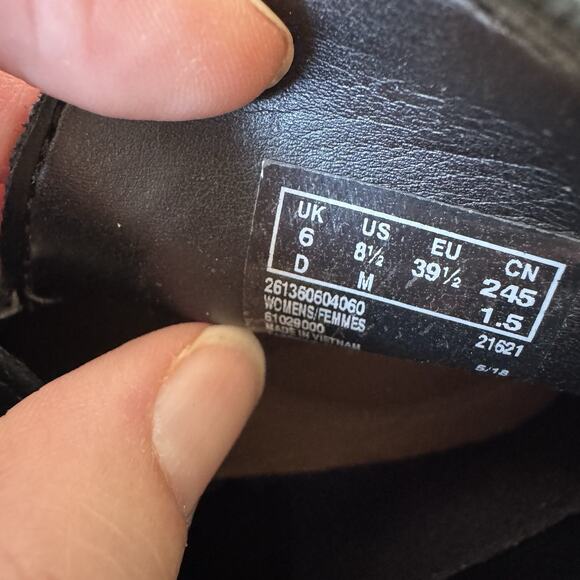 UK US EU CN
6 8½ 39½ 245
D M 1.5
261360604060
WOMENS/FEMMES
61029000 21621
MADE IN VIETNAM 5/18